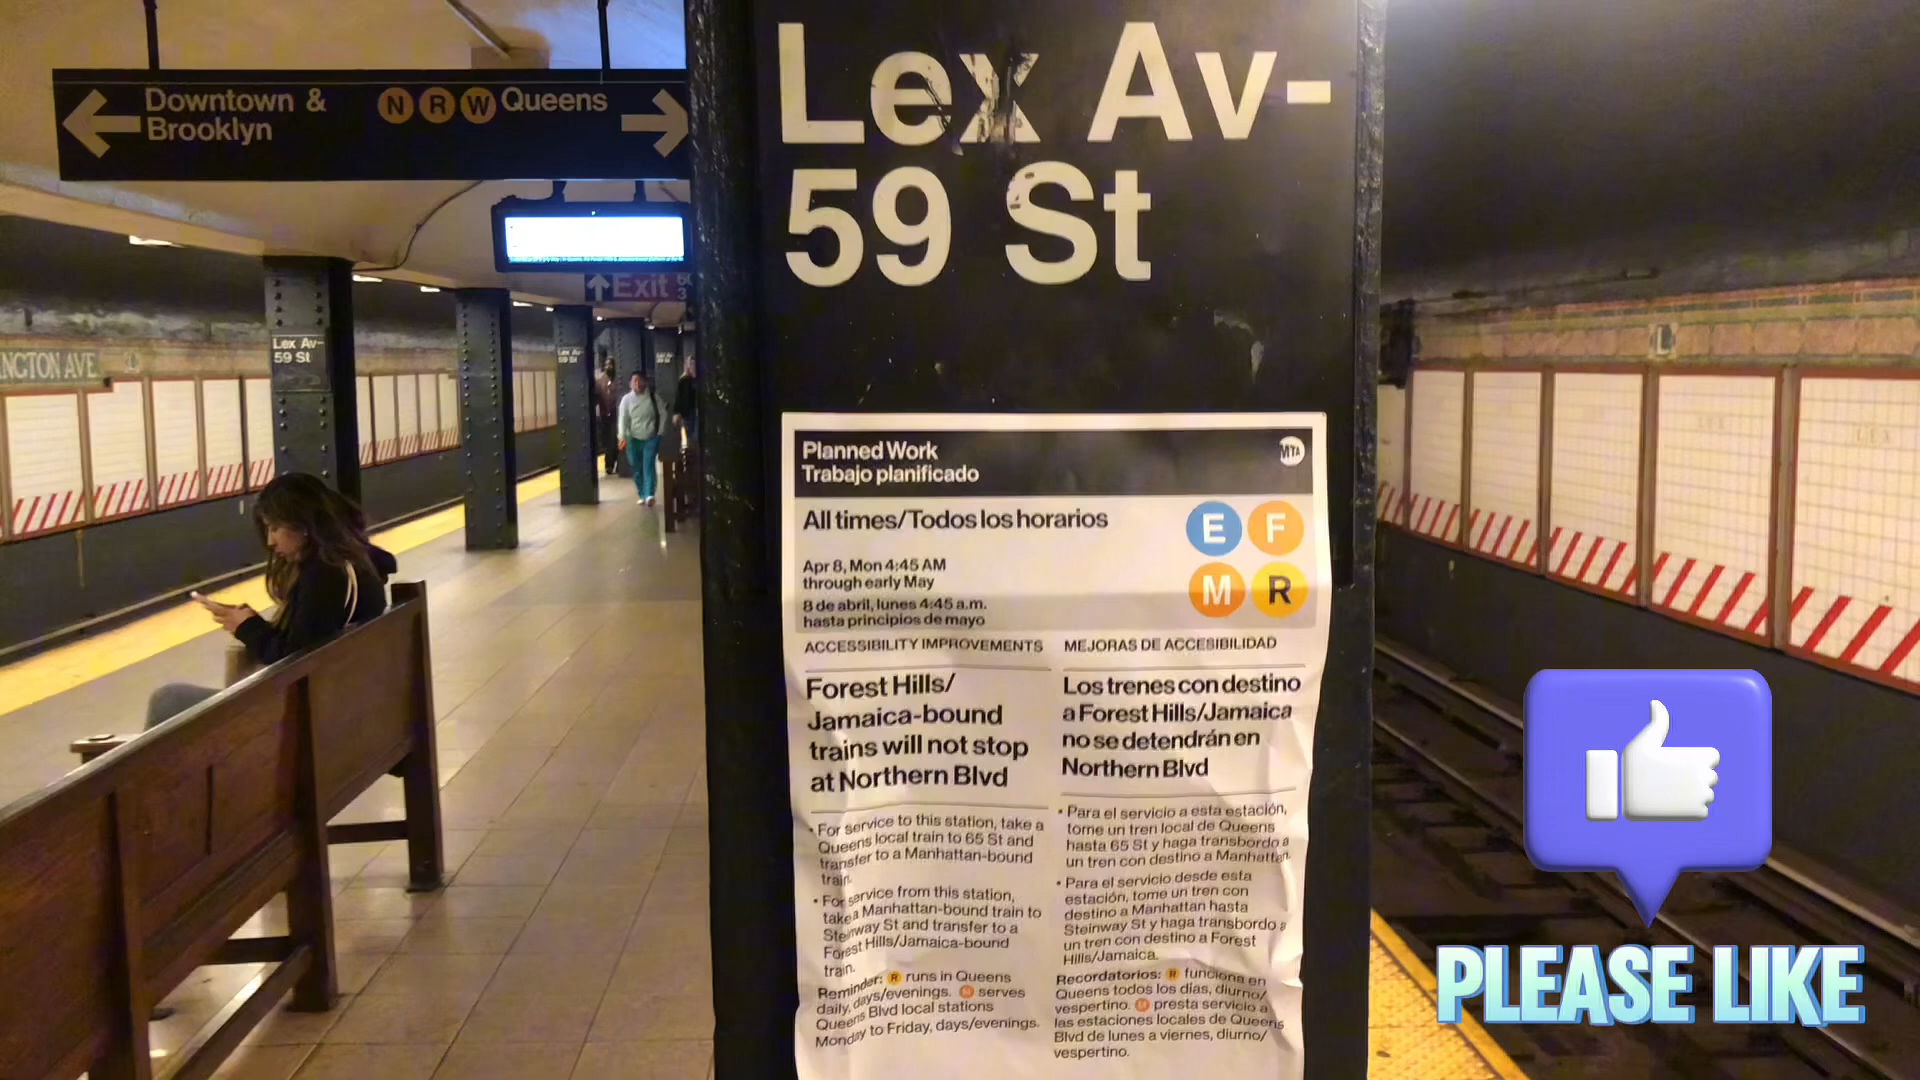 Downtown &
Brooklyn
N R W Queens
Exit
Lex Av-
59 St
NGTON AVE
Lex Av-
59 St
Lex Av-
59 St
L
Planned Work
Trabajo planificado
MTA
All times/Todos los horarios
E F
M R
Apr 8, Mon 4:45 AM
through early May
8 de abril, lunes 4:45 a.m.
hasta principios de mayo
ACCESSIBILITY IMPROVEMENTS
Forest Hills/
Jamaica-bound
trains will not stop
at Northern Blvd
• For service to this station, take a
Queens local train to 65 St and
transfer to a Manhattan-bound
train.
• For service from this station,
take a Manhattan-bound train to
Steinway St and transfer to a
Forest Hills/Jamaica-bound
train.
Reminder: R runs in Queens
daily, days/evenings. M serves
Queens Blvd local stations
Monday to Friday, days/evenings.
MEJORAS DE ACCESIBILIDAD
Los trenes con destino
a Forest Hills/Jamaica
no se detendrán en
Northern Blvd
• Para el servicio a esta estación,
tome un tren local de Queens
hasta 65 St y haga transbordo a
un tren con destino a Manhattan.
• Para el servicio desde esta
estación, tome un tren con
destino a Manhattan hasta
Steinway St y haga transbordo a
un tren con destino a Forest
Hills/Jamaica.
Recordatorios: R funciona en
Queens todos los días, diurno/
vespertino. M presta servicio a
las estaciones locales de Queens
Blvd de lunes a viernes, diurno/
vespertino.
PLEASE LIKE